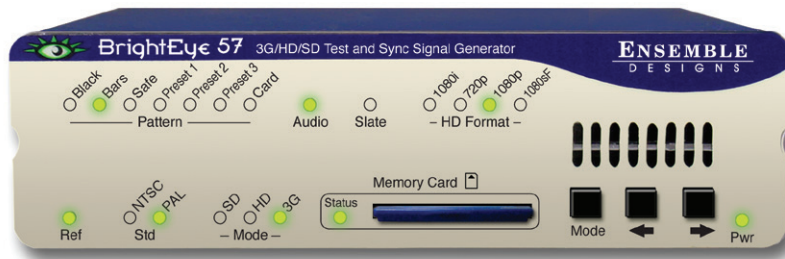 BrightEye 57 3G/HD/SD Test and Sync Signal Generator
ENSEMBLE
DESIGNS
Black Bars Safe Preset 1 Preset 2 Preset 3 Card
Pattern
Audio
Slate
1080i 720p 1080p 1080sF
HD Format
Memory Card
Ref
NTSC PAL
Std
SD HD 3G
Mode
Status
Mode
Pwr